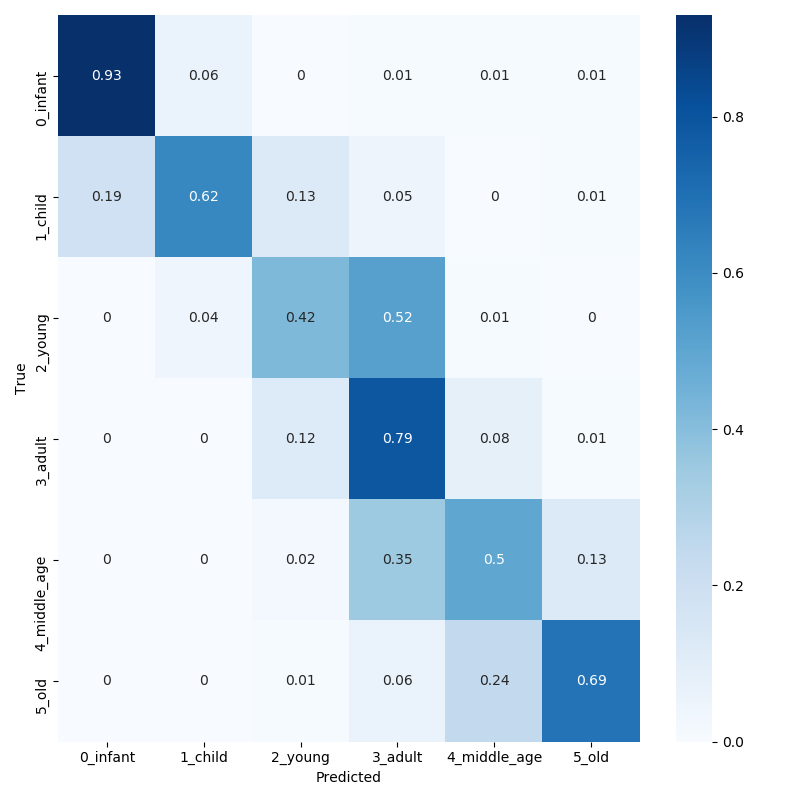 0_infant 0.93 0.06 0 0.01 0.01 0.01
1_child 0.19 0.62 0.13 0.05 0 0.01
2_young 0 0.04 0.42 0.52 0.01 0
3_adult 0 0 0.12 0.79 0.08 0.01
4_middle_age 0 0 0.02 0.35 0.5 0.13
5_old 0 0 0.01 0.06 0.24 0.69
True
0_infant 1_child 2_young 3_adult 4_middle_age 5_old
Predicted
0.8
0.6
0.4
0.2
0.0